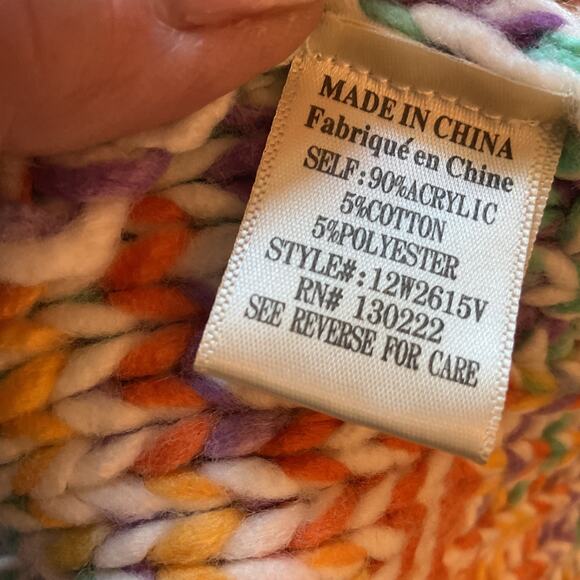 MADE IN CHINA
Fabriqué en Chine
SELF:90%ACRYLIC
5%COTTON
5%POLYESTER
STYLE#:12W2615V
RN# 130222
SEE REVERSE FOR CARE